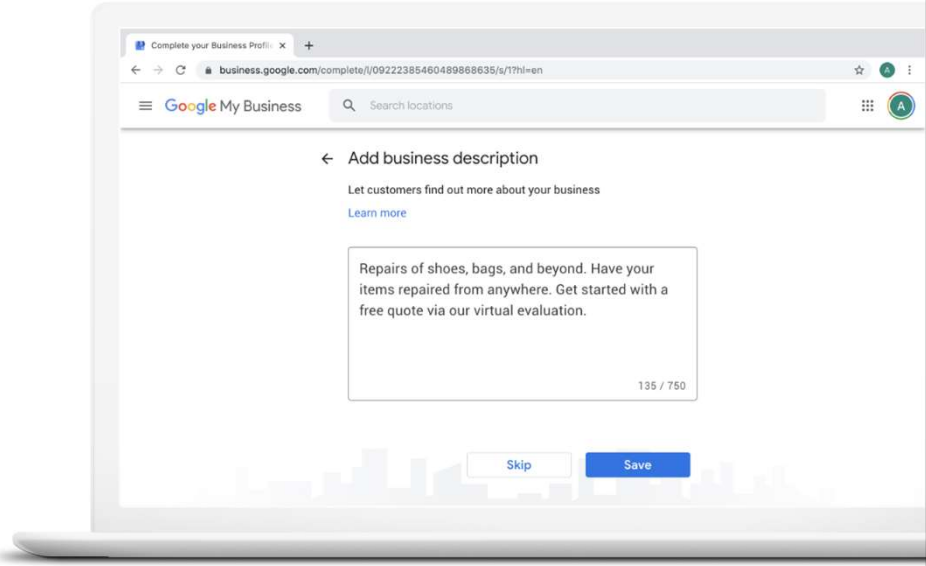 Complete your Business Profil
business.google.com/complete/l/09222385460489868635/s/1?hl=en
A
Google My Business
Search locations
A
Add business description
Let customers find out more about your business
Learn more
Repairs of shoes, bags, and beyond. Have your
items repaired from anywhere. Get started with a
free quote via our virtual evaluation.
135 / 750
Skip
Save